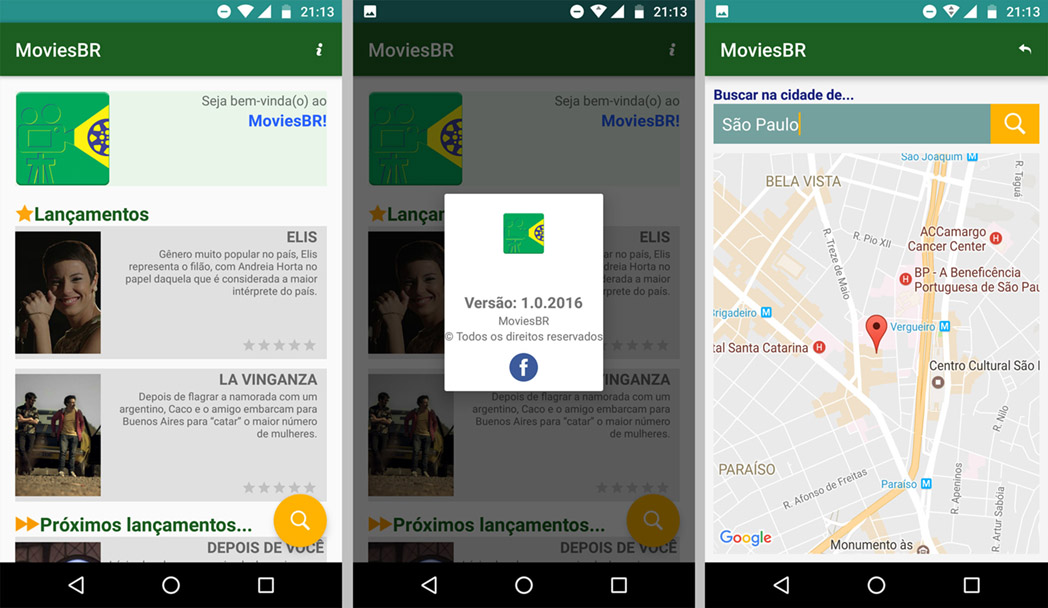 21:13
MoviesBR
i
Seja bem-vinda(o) ao
MoviesBR!
Lançamentos
ELIS
Gênero muito popular no país, Elis
representa o filão, com Andreia Horta no
papel daquela que é considerada a maior
intérprete do país.
LA VINGANZA
Depois de flagrar a namorada com um
argentino, Caco e o amigo embarcam para
Buenos Aires para "catar" o maior número
de mulheres.
Próximos lançamentos...
DEPOIS DE VOCÊ
21:13
MoviesBR
i
Seja bem-vinda(o) ao
MoviesBR!
Lança
ELIS
no país, Elis
Horta no
a maior
do país.
Versão: 1.0.2016
MoviesBR
© Todos os direitos reservados
f
VINGANZA
Depois de flagrar a namorada com um
argentino, Caco e o amigo embarcam para
Buenos Aires para "catar" o maior número
de mulheres.
Próximos lançamentos...
DEPOIS DE VOCÊ
21:13
MoviesBR
Buscar na cidade de...
São Paulo
São Joaquim M
BELA VISTA
R. Taguá
R. Pio XII
ACCamargo
Cancer Center H
R. Treze de Maio
H BP - A Beneficência
Portuguesa de São Pau
Brigadeiro M
Vergueiro M
tal Santa Catarina H
Centro Cultural São
R. Nilo
PARAÍSO
Paraíso M
R. Afonso de Freitas
R. Apeninos
R. Artur Sabóia
Google
Monumento às